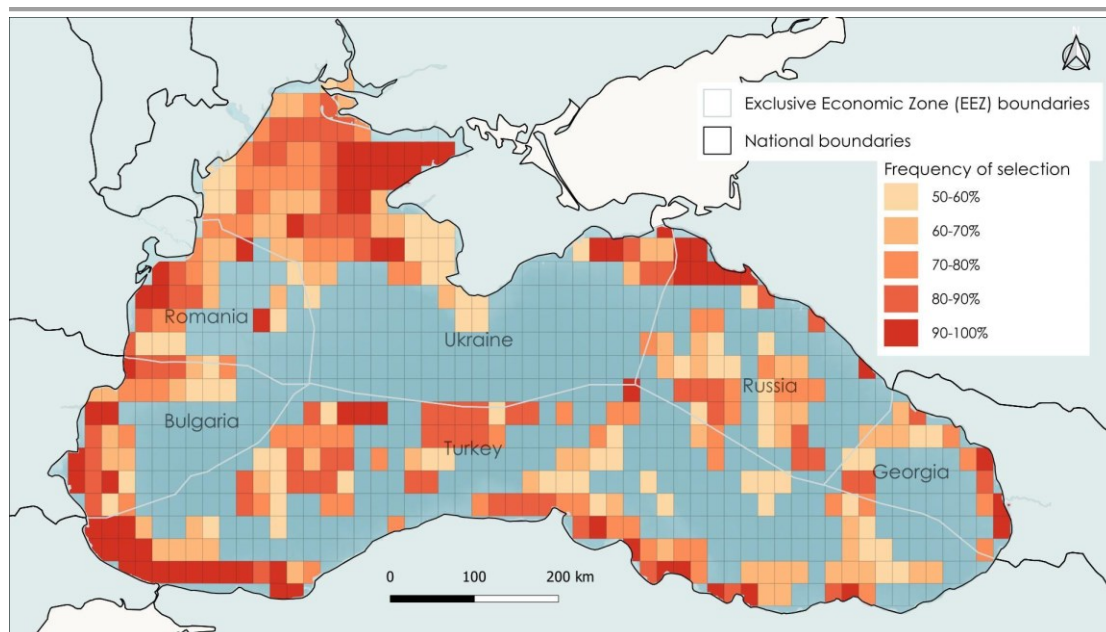 Exclusive Economic Zone (EEZ) boundaries
National boundaries
Frequency of selection
50-60%
60-70%
70-80%
80-90%
90-100%
Romania
Ukraine
Russia
Bulgaria
Turkey
Georgia
0 100 200 km